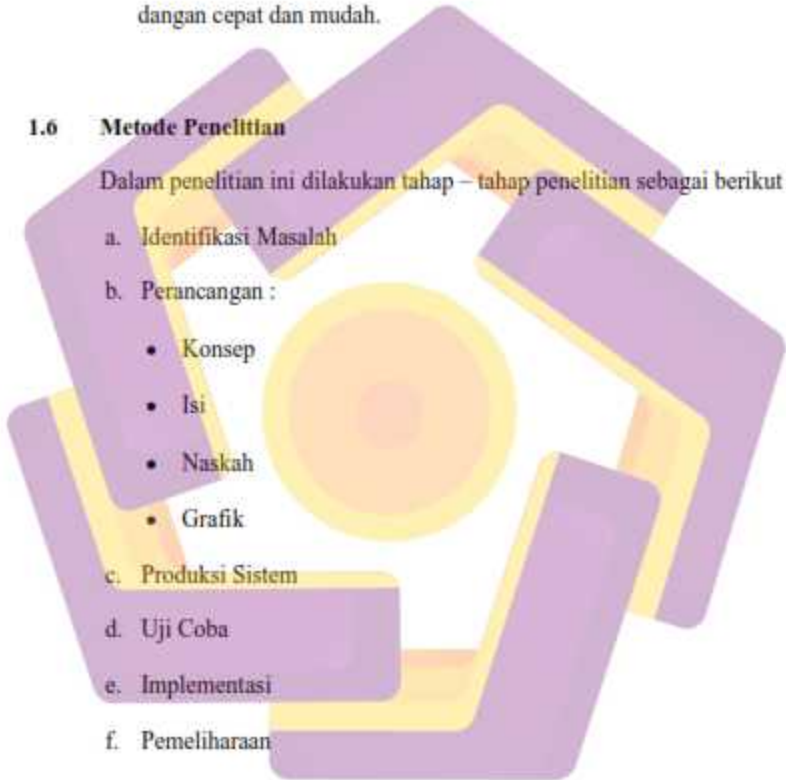 dangan cepat dan mudah.
1.6 Metode Penelitian
Dalam penelitian ini dilakukan tahap – tahap penelitian sebagai berikut
a. Identifikasi Masalah
b. Perancangan :
• Konsep
• Isi
• Naskah
• Grafik
c. Produksi Sistem
d. Uji Coba
e. Implementasi
f. Pemeliharaan